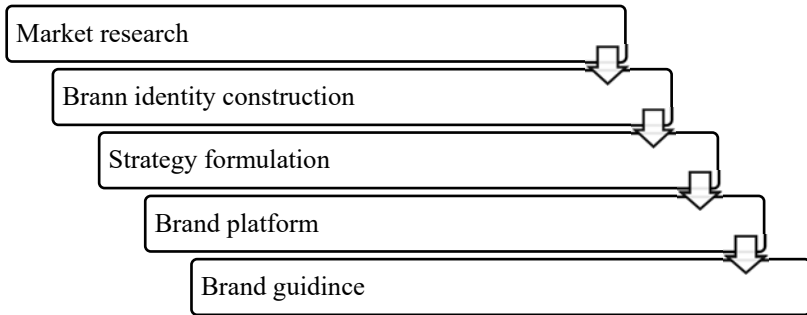 Market research
Brann identity construction
Strategy formulation
Brand platform
Brand guidince